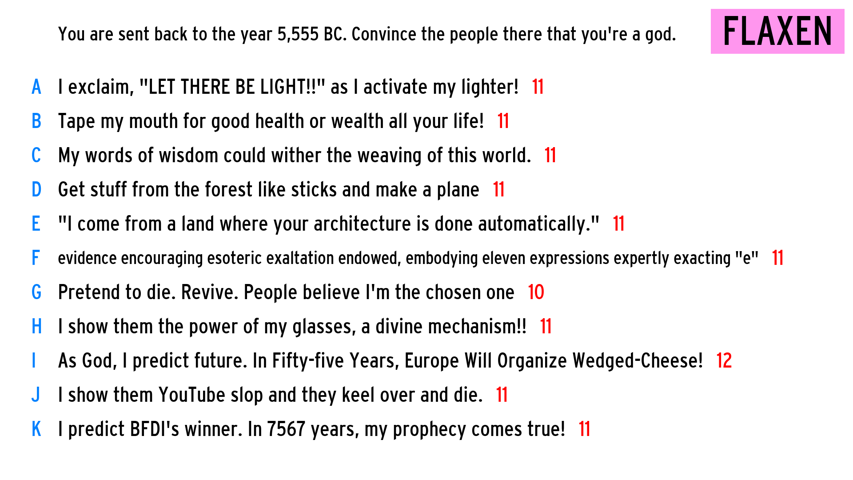 You are sent back to the year 5,555 BC. Convince the people there that you're a god. FLAXEN
A I exclaim, "LET THERE BE LIGHT!!" as I activate my lighter! 11
B Tape my mouth for good health or wealth all your life! 11
C My words of wisdom could wither the weaving of this world. 11
D Get stuff from the forest like sticks and make a plane 11
E "I come from a land where your architecture is done automatically." 11
F evidence encouraging esoteric exaltation endowed, embodying eleven expressions expertly exacting "e" 11
G Pretend to die. Revive. People believe I'm the chosen one 10
H I show them the power of my glasses, a divine mechanism!! 11
I As God, I predict future. In Fifty-five Years, Europe Will Organize Wedged-Cheese! 12
J I show them YouTube slop and they keel over and die. 11
K I predict BFDI's winner. In 7567 years, my prophecy comes true! 11